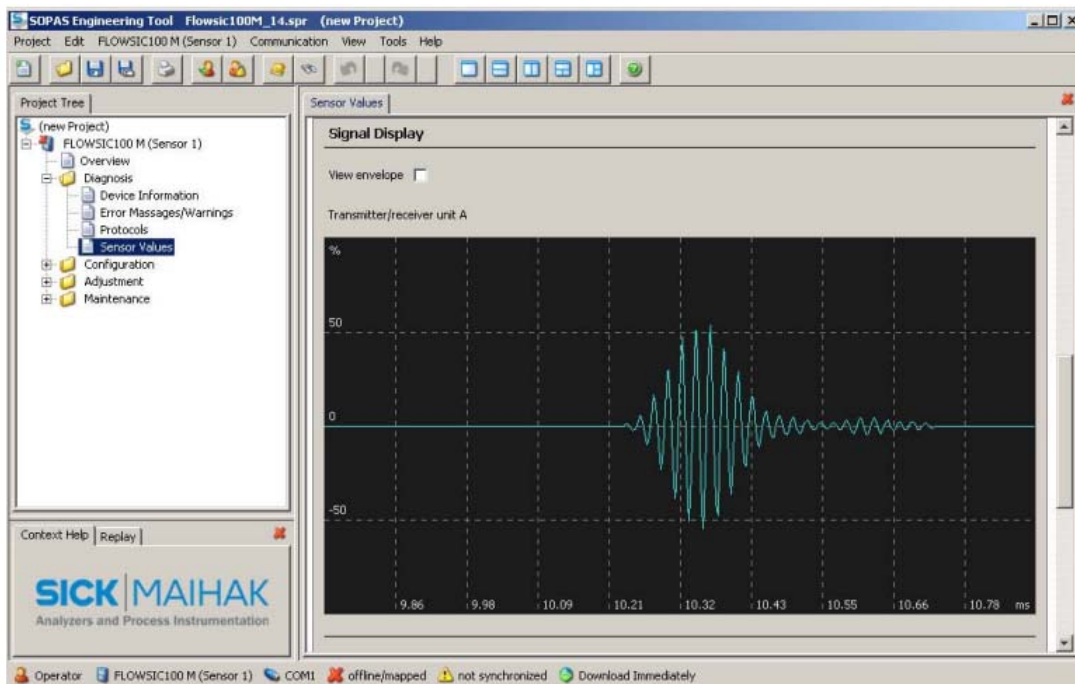 SOPAS Engineering Tool Flowsic100M_14.spr (new Project)
Project Edit FLOWSIC100 M (Sensor 1) Communication View Tools Help
Project Tree
(new Project)
FLOWSIC100 M (Sensor 1)
Overview
Diagnosis
Device Information
Error Massages/Warnings
Protocols
Sensor Values
Configuration
Adjustment
Maintenance
Context Help Replay
SICK MAIHAK
Analyzers and Process Instrumentation
Sensor Values
Signal Display
View envelope
Transmitter/receiver unit A
%
50
0
-50
9.86 9.98 10.09 10.21 10.32 10.43 10.55 10.66 10.78 ms
Operator FLOWSIC100 M (Sensor 1) COM1 offline/mapped not synchronized Download Immediately